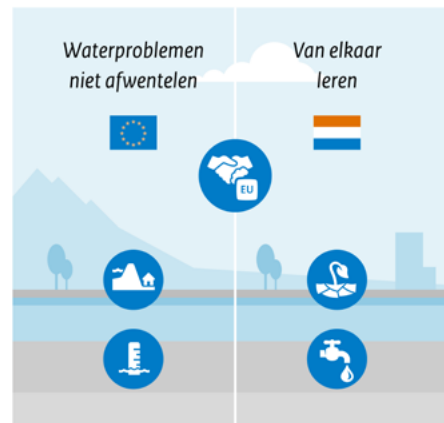 Waterproblemen
niet afwentelen
Van elkaar
leren
EU